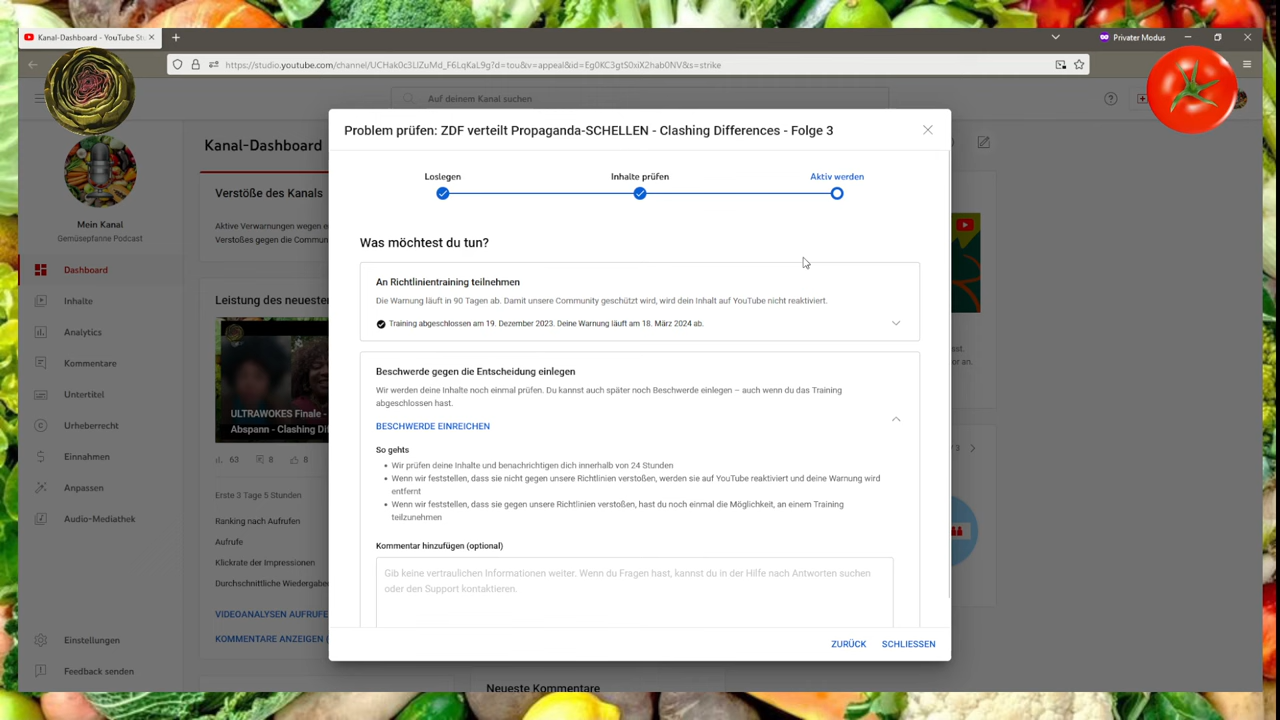 Kanal-Dashboard - YouTube Stu
Privater Modus
https://studio.youtube.com/channel/UCHak0c3LIZuMd_F6LqKaL9g?d=tou&v=appeal&id=Eg0KC3gtS0xiX2hab0NV&s=strike
Auf deinem Kanal suchen
Problem prüfen: ZDF verteilt Propaganda-SCHELLEN - Clashing Differences - Folge 3
Kanal-Dashboard
Loslegen
Inhalte prüfen
Aktiv werden
Verstöße des Kanals
Mein Kanal
Gemüsepfanne Podcast
Aktive Verwarnungen wegen e
Verstoßes gegen die Commun
Was möchtest du tun?
Dashboard
Inhalte
Analytics
Kommentare
Untertitel
Urheberrecht
Einnahmen
Anpassen
Audio-Mediathek
Einstellungen
Feedback senden
Leistung des neuester
ULTRAWOKES Finale -
Abspann - Clashing Dif
63
8
8
Erste 3 Tage 5 Stunden
Ranking nach Aufrufen
Aufrufe
Klickrate der Impressionen
Durchschnittliche Wiedergabe
VIDEOANALYSEN AUFRUFE
KOMMENTARE ANZEIGEN (
An Richtlinientraining teilnehmen
Die Warnung läuft in 90 Tagen ab. Damit unsere Community geschützt wird, wird dein Inhalt auf YouTube nicht reaktiviert.
Training abgeschlossen am 19. Dezember 2023. Deine Warnung läuft am 18. März 2024 ab.
Beschwerde gegen die Entscheidung einlegen
Wir werden deine Inhalte noch einmal prüfen. Du kannst auch später noch Beschwerde einlegen – auch wenn du das Training
abgeschlossen hast.
BESCHWERDE EINREICHEN
So gehts
Wir prüfen deine Inhalte und benachrichtigen dich innerhalb von 24 Stunden
Wenn wir feststellen, dass sie nicht gegen unsere Richtlinien verstoßen, werden sie auf YouTube reaktiviert und deine Warnung wird
entfernt
Wenn wir feststellen, dass sie gegen unsere Richtlinien verstoßen, hast du noch einmal die Möglichkeit, an einem Training
teilzunehmen
Kommentar hinzufügen (optional)
Gib keine vertraulichen Informationen weiter. Wenn du Fragen hast, kannst du in der Hilfe nach Antworten suchen
oder den Support kontaktieren.
ZURÜCK
SCHLIESSEN
Neueste Kommentare
sst.
or an.
/ 3